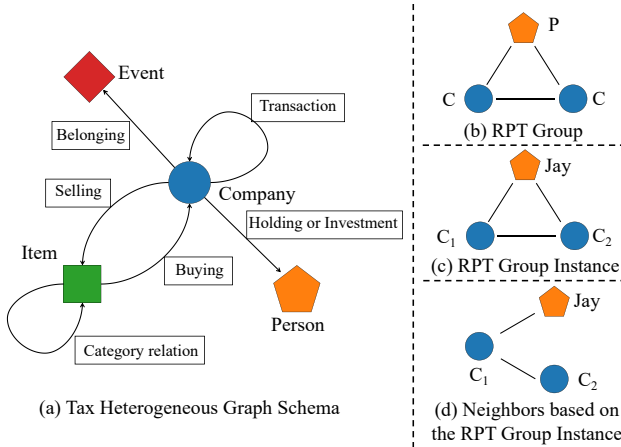 Event
Transaction
Belonging
Selling
Company
Holding or Investment
Item
Buying
Person
Category relation
(a) Tax Heterogeneous Graph Schema
P
C
C
(b) RPT Group
Jay
C1
C2
(c) RPT Group Instance
Jay
C1
C2
(d) Neighbors based on
the RPT Group Instance